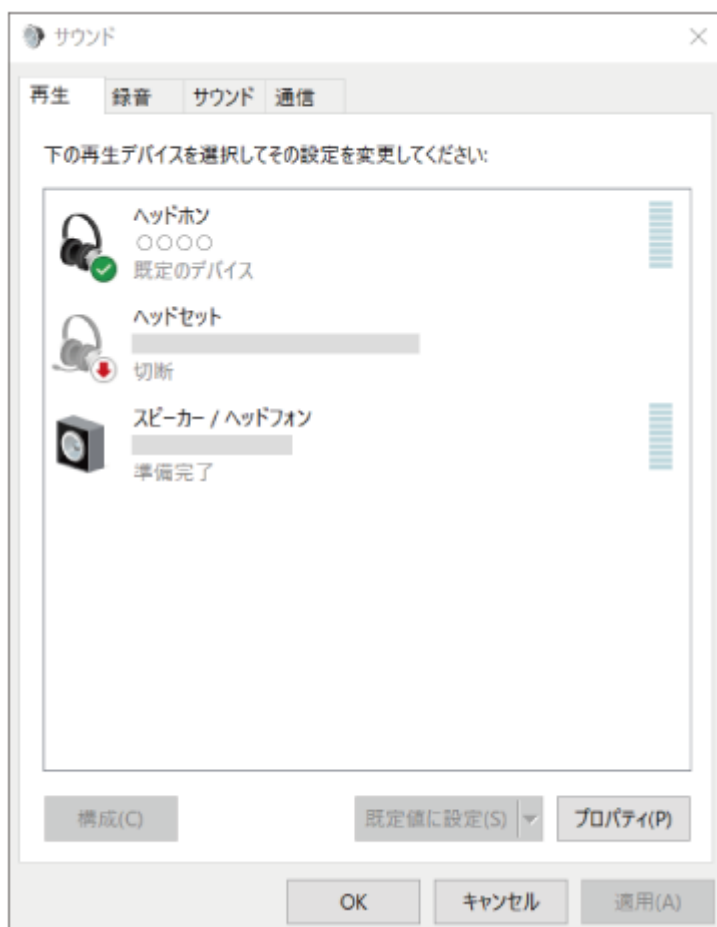 サウンド
再生
録音
サウンド
通信
下の再生デバイスを選択してその設定を変更してください:
ヘッドホン
○○○○
既定のデバイス
ヘッドセット
切断
スピーカー / ヘッドフォン
準備完了
構成(C)
既定値に設定(S)
プロパティ(P)
OK
キャンセル
適用(A)